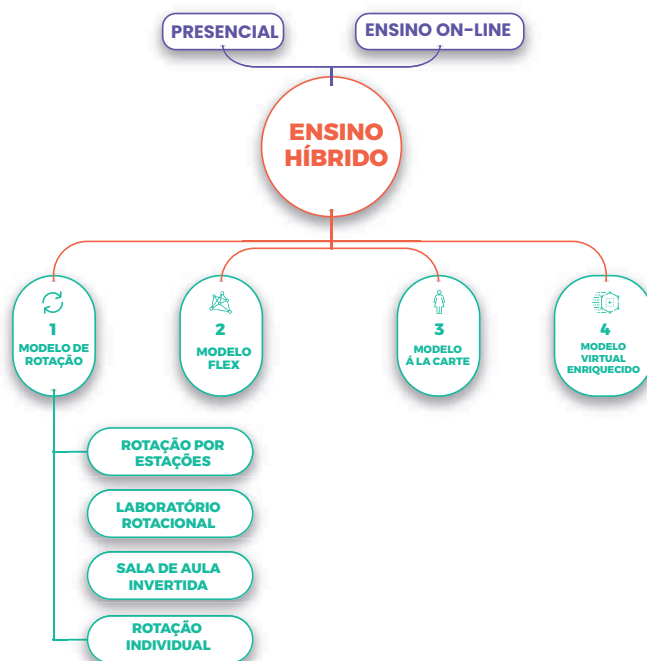 PRESENCIAL
ENSINO ON-LINE
ENSINO
HÍBRIDO
1
MODELO DE
ROTAÇÃO
2
MODELO
FLEX
3
MODELO
Á LA CARTE
4
MODELO
VIRTUAL
ENRIQUECIDO
ROTAÇÃO POR
ESTAÇÕES
LABORATÓRIO
ROTACIONAL
SALA DE AULA
INVERTIDA
ROTAÇÃO
INDIVIDUAL